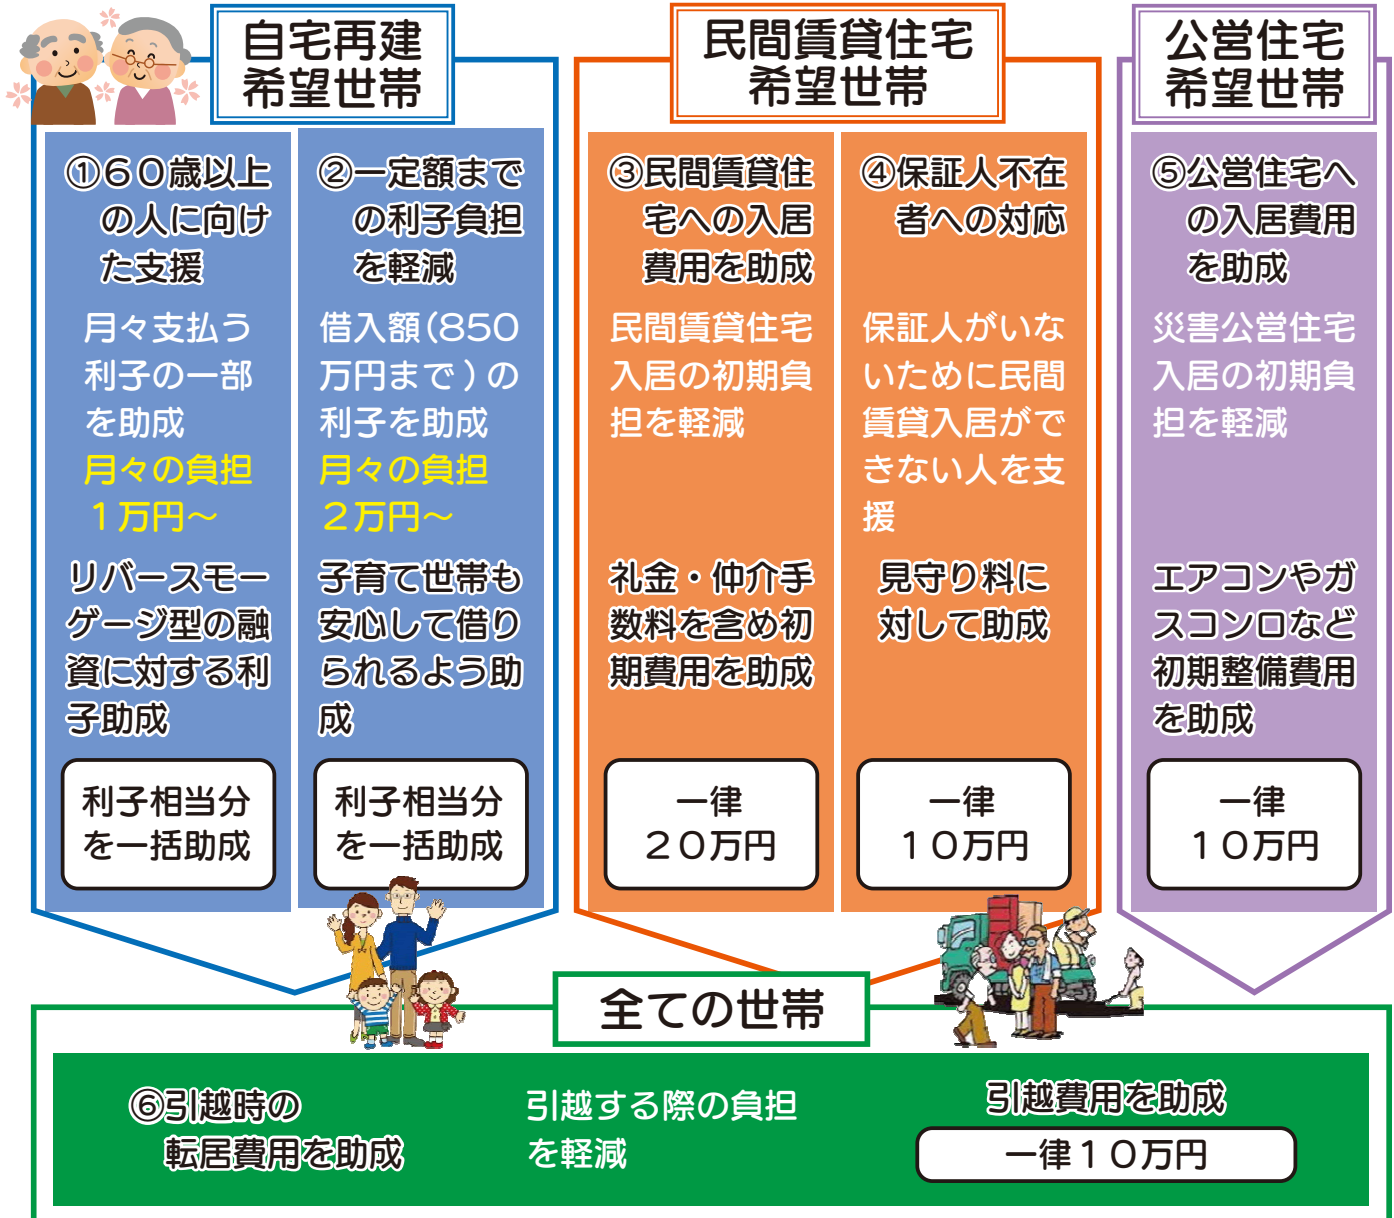 自宅再建
希望世帯
①６０歳以上
の人に向け
た支援
月々支払う
利子の一部
を助成
月々の負担
１万円～
リバースモー
ゲージ型の融
資に対する利
子助成
利子相当分
を一括助成
②一定額まで
の利子負担
を軽減
借入額（850
万円まで）の
利子を助成
月々の負担
２万円～
子育て世帯も
安心して借り
られるよう助
成
利子相当分
を一括助成
民間賃貸住宅
希望世帯
③民間賃貸住
宅への入居
費用を助成
民間賃貸住宅
入居の初期負
担を軽減
礼金・仲介手
数料を含め初
期費用を助成
一律
２０万円
④保証人不在
者への対応
保証人がいな
いために民間
賃貸入居がで
きない人を支
援
見守り料に
対して助成
一律
１０万円
公営住宅
希望世帯
⑤公営住宅へ
の入居費用
を助成
災害公営住宅
入居の初期負
担を軽減
エアコンやガ
スコンロなど
初期整備費用
を助成
一律
１０万円
全ての世帯
⑥引越時の
転居費用を助成
引越する際の負担
を軽減
引越費用を助成
一律１０万円